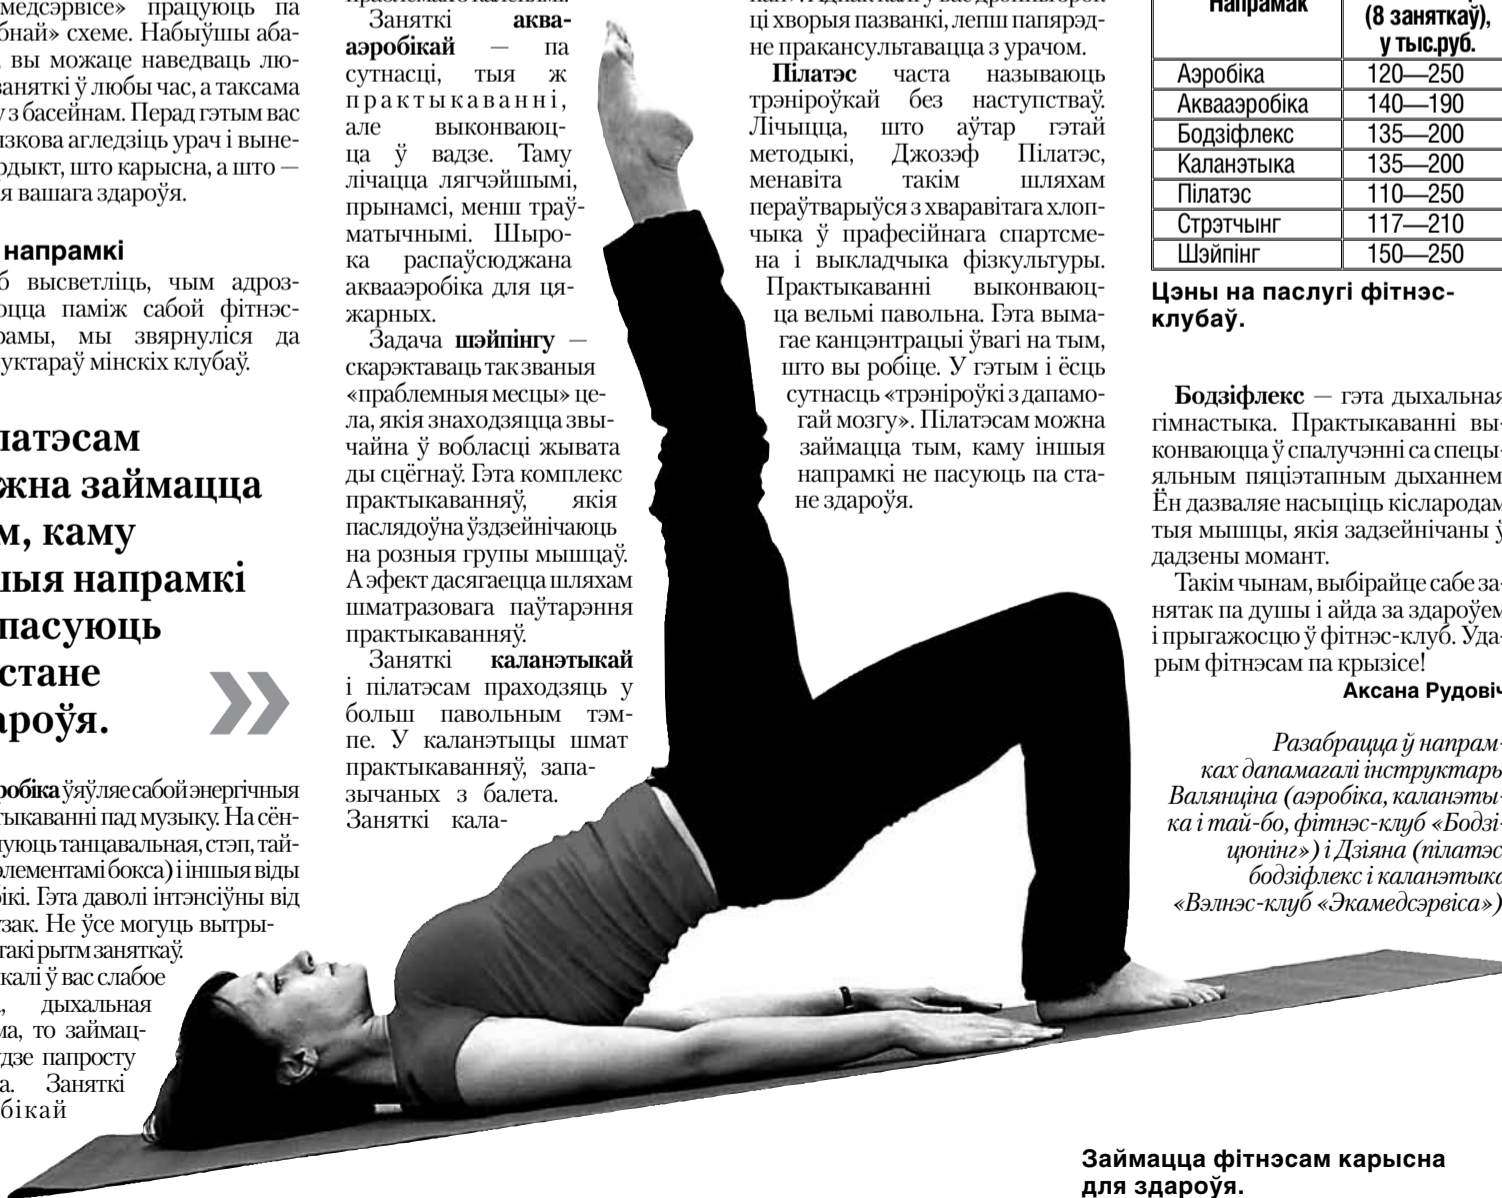 медсэрвісе» працуюць па
бнай» схеме. Набыўшы аба-
вы можаце наведваць лю-
заняткі ў любы час, а таксама
у з басейнам. Перад гэтым вас
язкова агледзіць урач і выне-
рдыкт, што карысна, а што —
я вашага здароўя.
напрамкі
б высветліць, чым адроз-
юцца паміж сабой фітнэс-
рамы, мы звярнуліся да
уктараў мінскіх клубаў.
латэсам
жна займацца
м, каму
шыя напрамкі
пасуюць
стане
ароўя.
»
робіка ўяўляе сабой энергічныя
тыкаванні пад музыку. На сён-
нуюць танцавальная, стэп, тай-
элементамі бокса) і іншыя віды
бікі. Гэта даволі інтэнсіўны від
узак. Не ўсе могуць вытры-
такі рытм заняткаў.
калі ў вас слабое
дыхальная
ма, то займац-
удзе папросту
а. Заняткі
бікай
Заняткі аква-
аэробікай — па
сутнасці, тыя ж
практыкаванні,
але выконваюц-
ца ў вадзе. Таму
лічацца лягчэйшымі,
прынамсі, менш траў-
матычнымі. Шыро-
ка распаўсюджана
аквааэробіка для ця-
жарных.
Задача шэйпінгу —
скарэктаваць так званыя
«праблемныя месцы» це-
ла, якія знаходзяцца звы-
чайна ў вобласці жывата
ды сцёгнаў. Гэта комплекс
практыкаванняў, якія
паслядоўна ўздзейнічаюць
на розныя групы мышцаў.
А эфект дасягаецца шляхам
шматразовага паўтарэння
практыкаванняў.
Заняткі каланэтыкай
і пілатэсам праходзяць у
больш павольным тэм-
пе. У каланэтыцы шмат
практыкаванняў, запа-
зычаных з балета.
Заняткі кала-
ці хворыя пазванкі, лепш папярэд-
не пракансультавацца з урачом.
Пілатэс часта называюць
трэніроўкай без наступстваў.
Лічыцца, што аўтар гэтай
методыкі, Джозэф Пілатэс,
менавіта такім шляхам
пераўтварыўся з хваравітага хлоп-
чыка ў прафесійнага спартсме-
на і выкладчыка фізкультуры.
Практыкаванні выконваюц-
ца вельмі павольна. Гэта выма-
гае канцэнтрацыі ўвагі на тым,
што вы робіце. У гэтым і ёсць
сутнасць «трэніроўкі з дапамо-
гай мозгу». Пілатэсам можна
займацца тым, каму іншыя
напрамкі не пасуюць па ста-
не здароўя.
Напрамак (8 заняткаў),
у тыс.руб.
Аэробіка 120—250
Аквааэробіка 140—190
Бодзіфлекс 135—200
Каланэтыка 135—200
Пілатэс 110—250
Стрэтчынг 117—210
Шэйпінг 150—250
Цэны на паслугі фітнэс-
клубаў.
Бодзіфлекс — гэта дыхальная
гімнастыка. Практыкаванні вы-
конваюцца ў спалучэнні са спецы-
яльным пяціэтапным дыханнем.
Ён дазваляе насыціць кіслародам
тыя мышцы, якія задзейнічаны ў
дадзены момант.
Такім чынам, выбірайце сабе за-
нятак па душы і айда за здароўем
і прыгажосцю ў фітнэс-клуб. Уда-
рым фітнэсам па крызісе!
Аксана Рудовіч
Разабрацца ў напрам-
ках дапамагалі інструктары
Валянціна (аэробіка, каланэты-
ка і тай-бо, фітнэс-клуб «Бодзі-
цюнінг») і Дзіяна (пілатэс,
бодзіфлекс і каланэтыка
«Вэлнэс-клуб «Экамедсэрвіса»)
Займацца фітнэсам карысна
для здароўя.